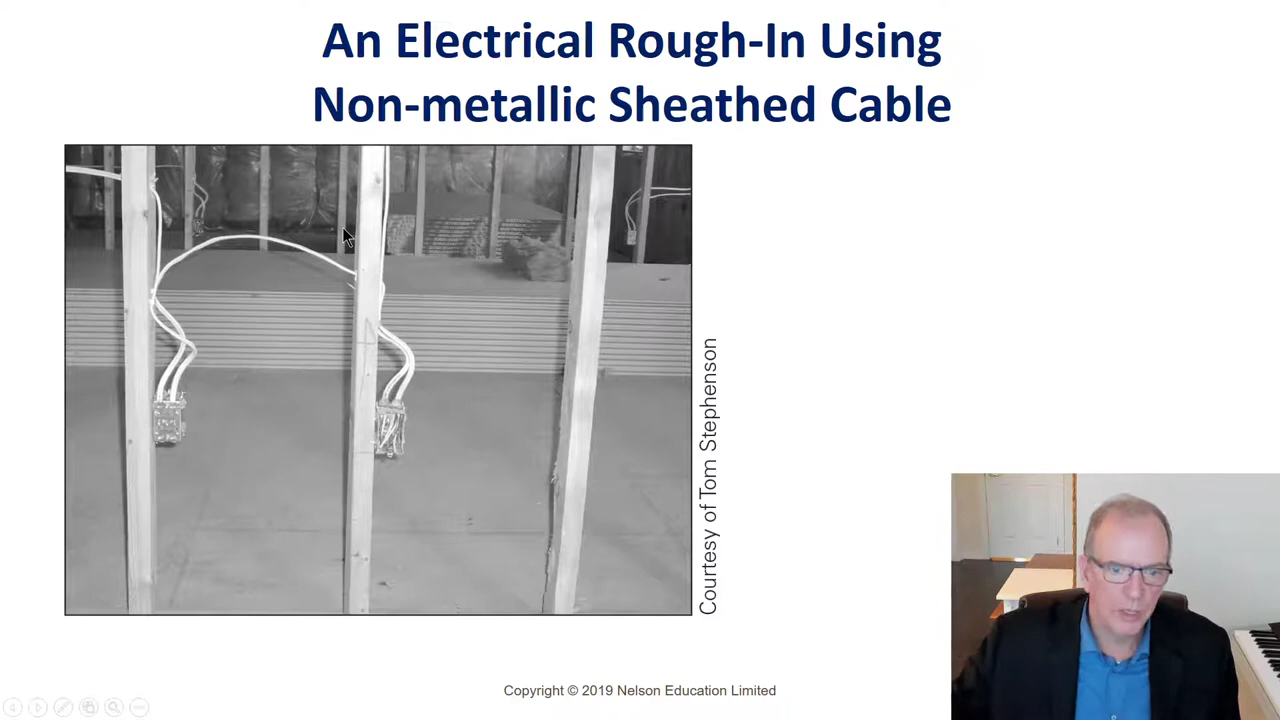 An Electrical Rough-In Using
Non-metallic Sheathed Cable
Courtesy of Tom Stephenson
Copyright © 2019 Nelson Education Limited